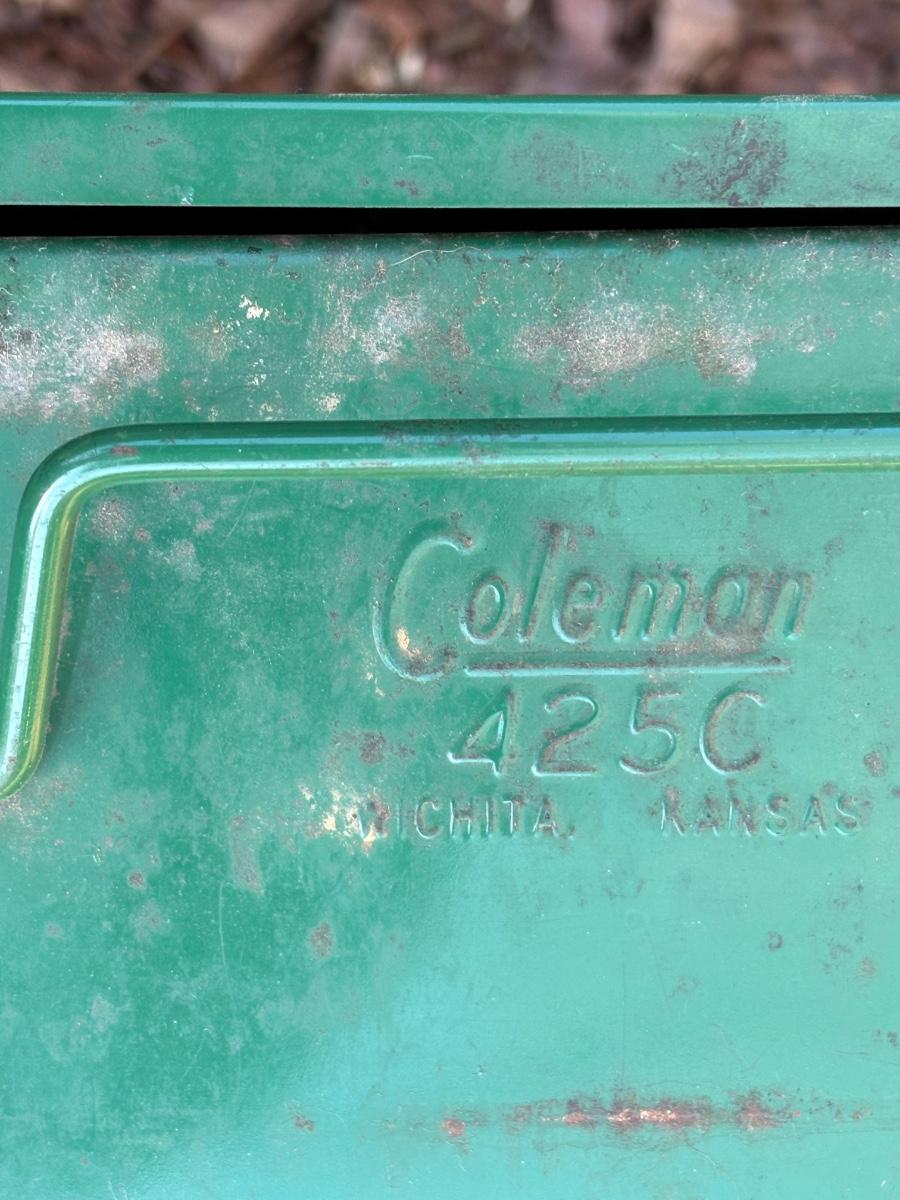 Coleman
425C
WICHITA, KANSAS